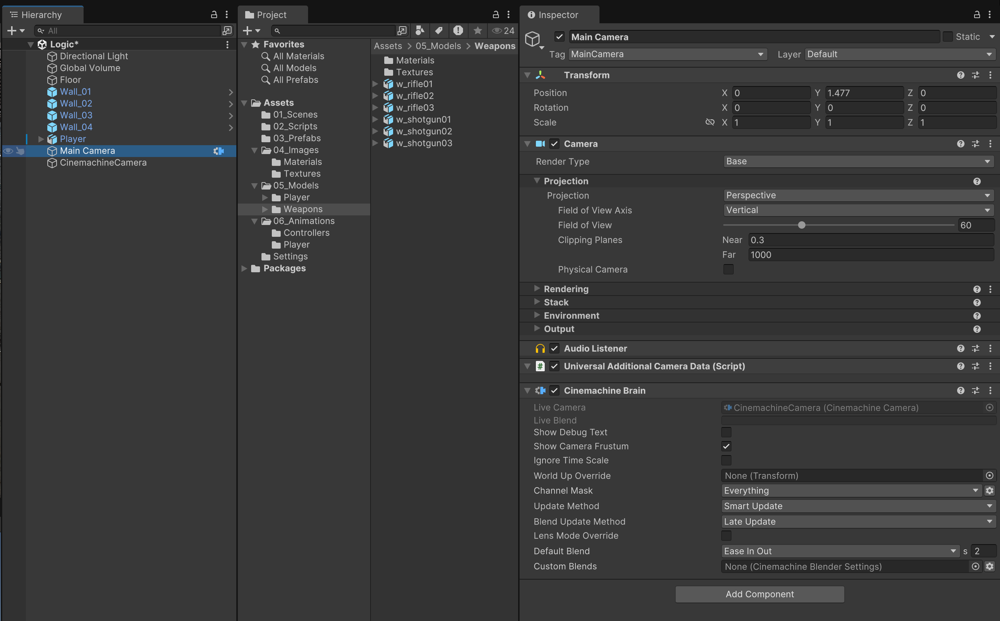 Hierarchy
All
Logic*
Directional Light
Global Volume
Floor
Wall_01
Wall_02
Wall_03
Wall_04
Player
Main Camera
CinemachineCamera
Project
24
Favorites
All Materials
All Models
All Prefabs
Assets
01_Scenes
02_Scripts
03_Prefabs
04_Images
Materials
Textures
05_Models
Player
Weapons
06_Animations
Controllers
Player
Settings
Packages
Assets > 05_Models > Weapons
Materials
Textures
w_rifle01
w_rifle02
w_rifle03
w_shotgun01
w_shotgun02
w_shotgun03
Inspector
Main Camera Static
Tag MainCamera Layer Default
Transform
Position X 0 Y 1.477 Z 0
Rotation X 0 Y 0 Z 0
Scale X 1 Y 1 Z 1
Camera
Render Type Base
Projection
Projection Perspective
Field of View Axis Vertical
Field of View 60
Clipping Planes Near 0.3
Far 1000
Physical Camera
Rendering
Stack
Environment
Output
Audio Listener
# Universal Additional Camera Data (Script)
Cinemachine Brain
Live Camera CinemachineCamera (Cinemachine Camera)
Live Blend
Show Debug Text
Show Camera Frustum
Ignore Time Scale
World Up Override None (Transform)
Channel Mask Everything
Update Method Smart Update
Blend Update Method Late Update
Lens Mode Override
Default Blend Ease In Out s 2
Custom Blends None (Cinemachine Blender Settings)
Add Component